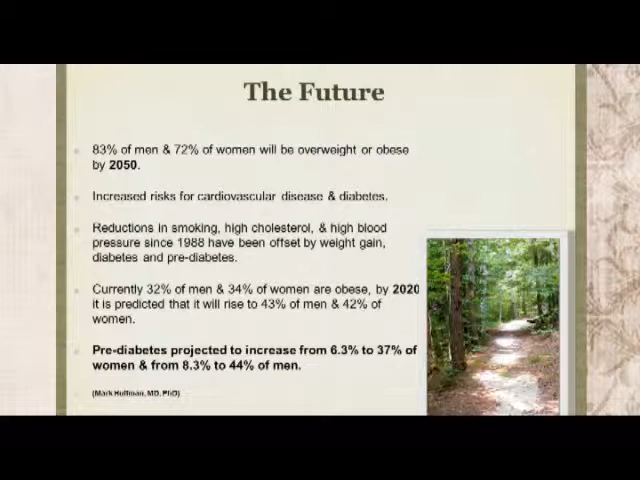 The Future
83% of men & 72% of women will be overweight or obese
by 2050.
Increased risks for cardiovascular disease & diabetes.
Reductions in smoking, high cholesterol, & high blood
pressure since 1988 have been offset by weight gain,
diabetes and pre-diabetes.
Currently 32% of men & 34% of women are obese, by 2020
it is predicted that it will rise to 43% of men & 42% of
women.
Pre-diabetes projected to increase from 6.3% to 37% of
women & from 8.3% to 44% of men.
(Mark Huffman, MD, PhD)